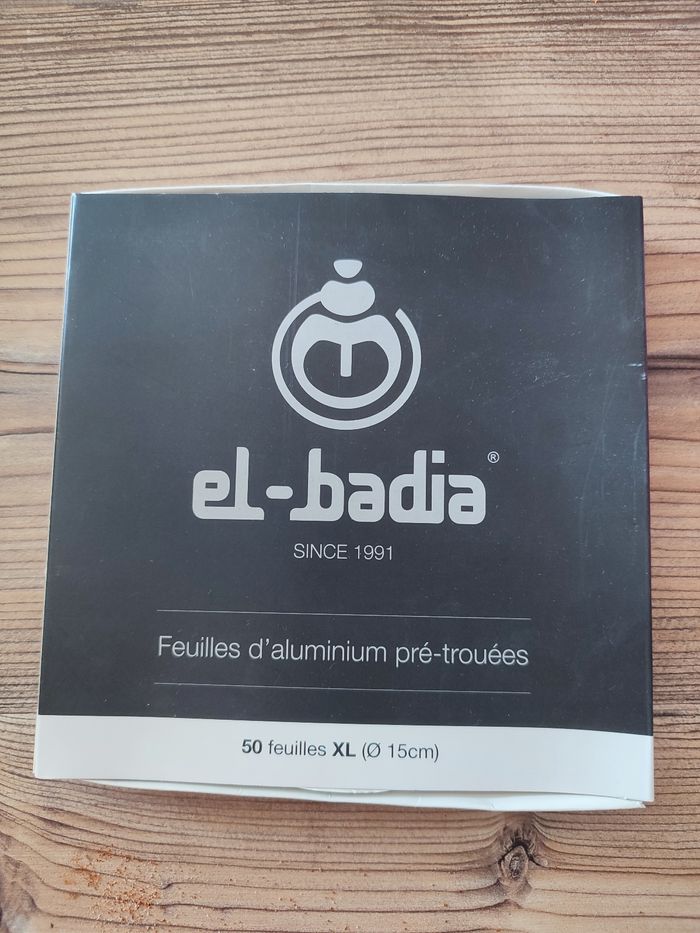 el-badia®
SINCE 1991
Feuilles d'aluminium pré-trouées
50 feuilles XL (Ø 15cm)